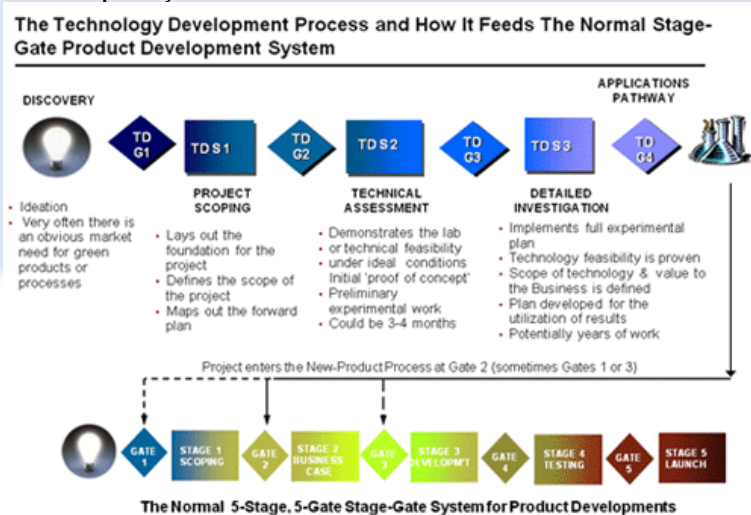 The Technology Development Process and How It Feeds The Normal Stage-
Gate Product Development System
DISCOVERY
APPLICATIONS
PATHWAY
TD
G1
TD S1
TD
G2
TD S2
TD
G3
TD S3
TD
G4
• Ideation
• Very often there is
an obvious market
need for green
products or
processes
PROJECT
SCOPING
• Lays out the
foundation for the
project
• Defines the scope of
the project
• Maps out the forward
plan
TECHNICAL
ASSESSMENT
• Demonstrates the lab
• or technical feasibility
• under ideal conditions
Initial 'proof of concept'
• Preliminary
experimental work
• Could be 3-4 months
DETAILED
INVESTIGATION
• Implements full experimental
plan
• Technology feasibility is proven
• Scope of technology & value to
the Business is defined
• Plan developed for the
utilization of results
• Potentially years of work
Project enters the New-Product Process at Gate 2 (sometimes Gates 1 or 3)
GATE
1
STAGE 1
SCOPING
GATE
2
STAGE 2
BUSINESS
CASE
GATE
3
STAGE 3
DEVELOPM'T
GATE
4
STAGE 4
TESTING
GATE
5
STAGE 5
LAUNCH
The Normal 5-Stage, 5-Gate Stage-Gate System for Product Developments